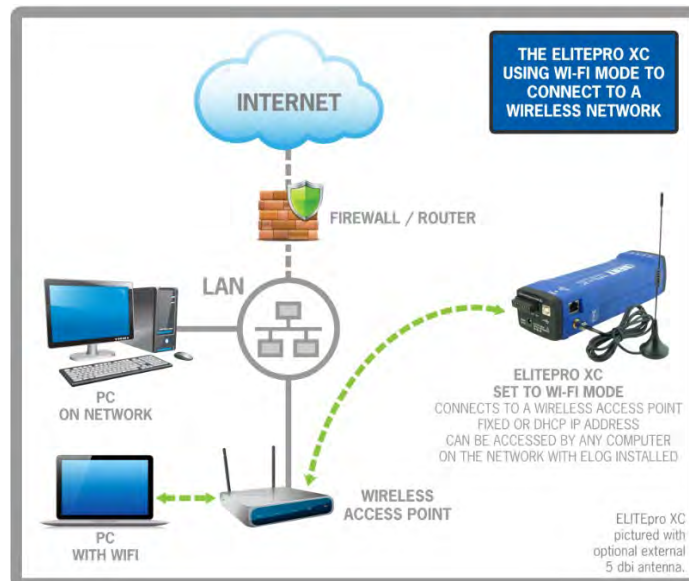 THE ELITEPRO XC
USING WI-FI MODE TO
CONNECT TO A
WIRELESS NETWORK
INTERNET
FIREWALL / ROUTER
LAN
PC
ON NETWORK
ELITEPRO XC
SET TO WI-FI MODE
CONNECTS TO A WIRELESS ACCESS POINT
FIXED OR DHCP IP ADDRESS
CAN BE ACCESSED BY ANY COMPUTER
ON THE NETWORK WITH ELOG INSTALLED
WIRELESS
ACCESS POINT
PC
WITH WIFI
ELITEpro XC
pictured with
optional external
5 dbi antenna.